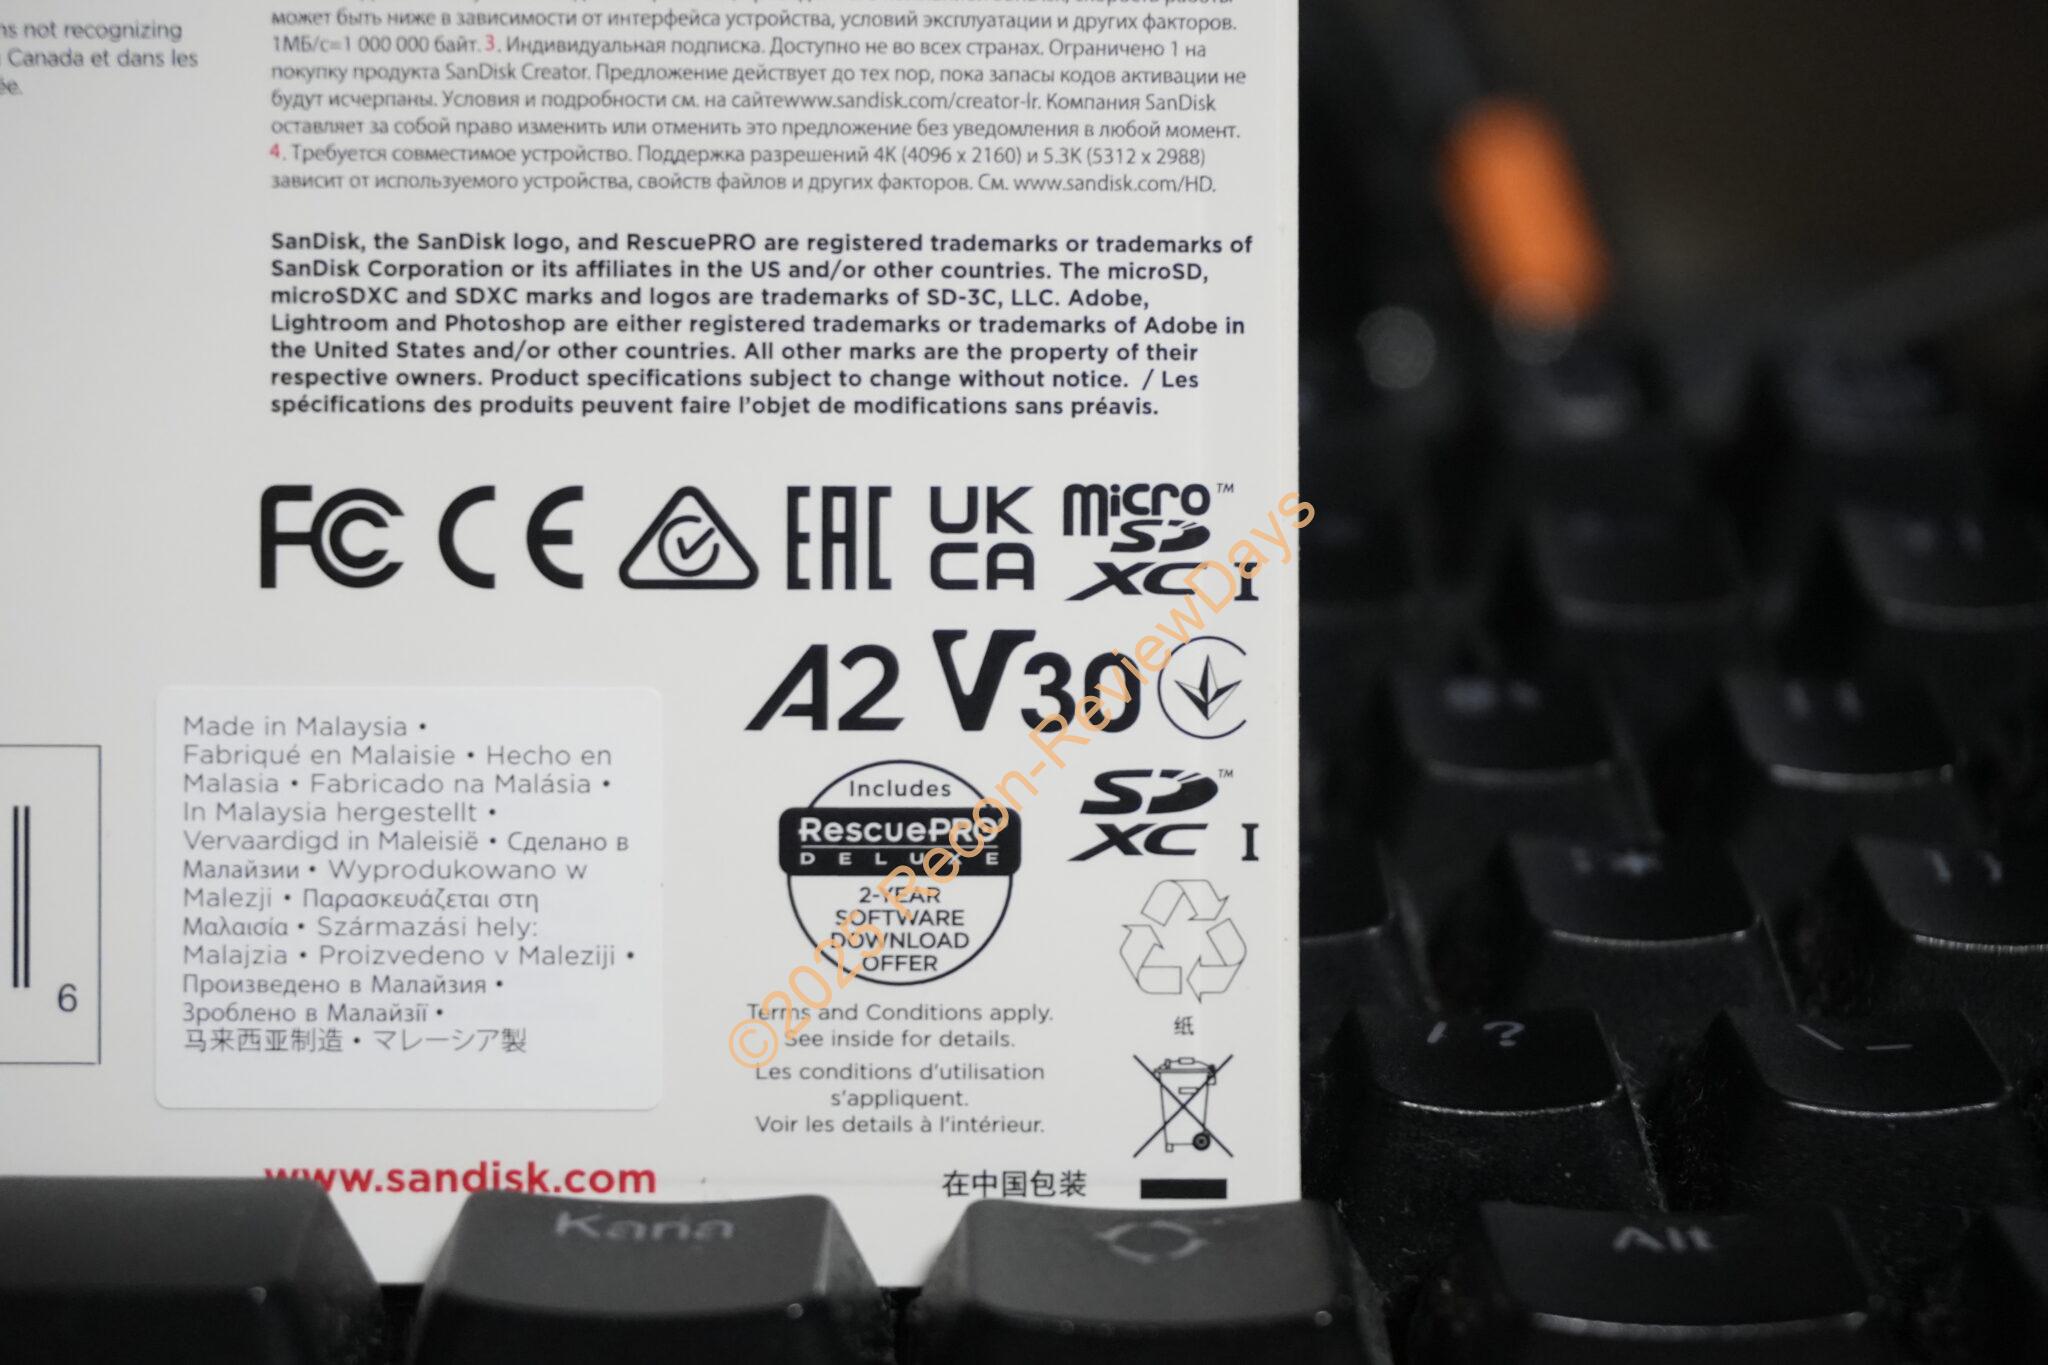 ns not recognizing
Canada et dans les
ée.
может быть ниже в зависимости от интерфейса устройства, условий эксплуатации и других факторов.
1МБ/с=1 000 000 байт. 3. Индивидуальная подписка. Доступно не во всех странах. Ограничено 1 на
покупку продукта SanDisk Creator. Предложение действует до тех пор, пока запасы кодов активации не
будут исчерпаны. Условия и подробности см. на сайтеwww.sandisk.com/creator-lr. Компания SanDisk
оставляет за собой право изменить или отменить это предложение без уведомления в любой момент.
4. Требуется совместимое устройство. Поддержка разрешений 4K (4096 x 2160) и 5.3K (5312 x 2988)
зависит от используемого устройства, свойств файлов и других факторов. См. www.sandisk.com/HD.
SanDisk, the SanDisk logo, and RescuePRO are registered trademarks or trademarks of
SanDisk Corporation or its affiliates in the US and/or other countries. The microSD,
microSDXC and SDXC marks and logos are trademarks of SD-3C, LLC. Adobe,
Lightroom and Photoshop are either registered trademarks or trademarks of Adobe in
the United States and/or other countries. All other marks are the property of their
respective owners. Product specifications subject to change without notice. / Les
spécifications des produits peuvent faire l'objet de modifications sans préavis.
FCC CE EAC UK CA micro SD XC I ™
A2 V30
Made in Malaysia •
Fabriqué en Malaisie • Hecho en
Malasia • Fabricado na Malásia •
In Malaysia hergestellt •
Vervaardigd in Maleisië • Сделано в
Малайзии • Wyprodukowano w
Malezji • Παρασκευάζεται στη
Μαλαισία • Származási hely:
Malajzia • Proizvedeno v Maleziji •
Произведено в Малайзия •
Зроблено в Малайзії •
马来西亚制造 • マレーシア製
6
Includes
RescuePRO
DELUXE
2-YEAR
SOFTWARE
DOWNLOAD
OFFER
SD XC I ™
Terms and Conditions apply.
See inside for details.
Les conditions d'utilisation
s'appliquent.
Voir les details à l'intérieur.
纸
在中国包装
www.sandisk.com
©2025 Recon-ReviewDays
Kana
Alt
? 
\ _